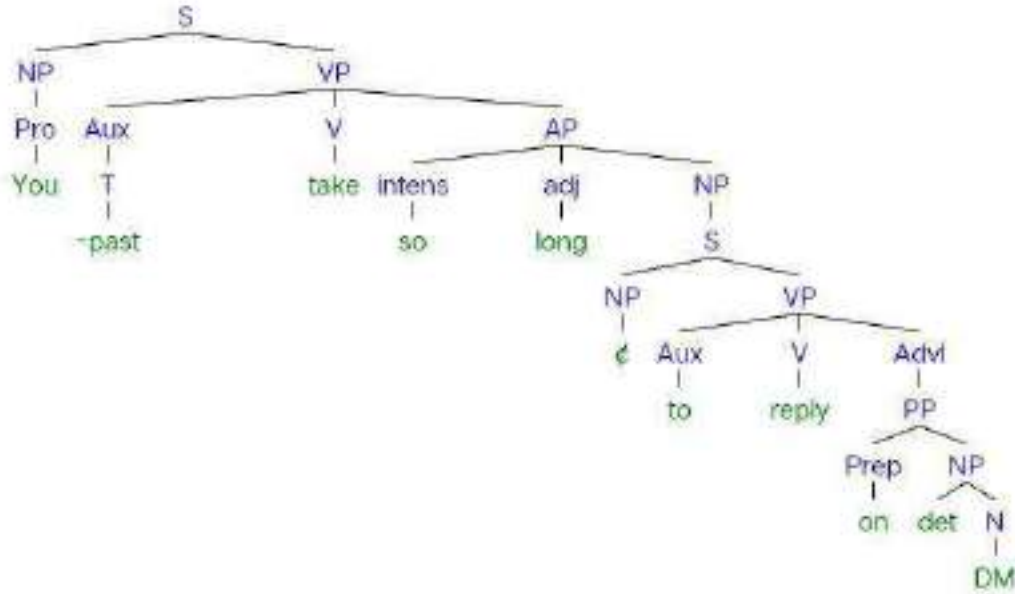 S
NP VP
Pro Aux V AP
You T take intens adj NP
-past so long S
NP VP
¢ Aux V Advl
to reply PP
Prep NP
on det N
DM